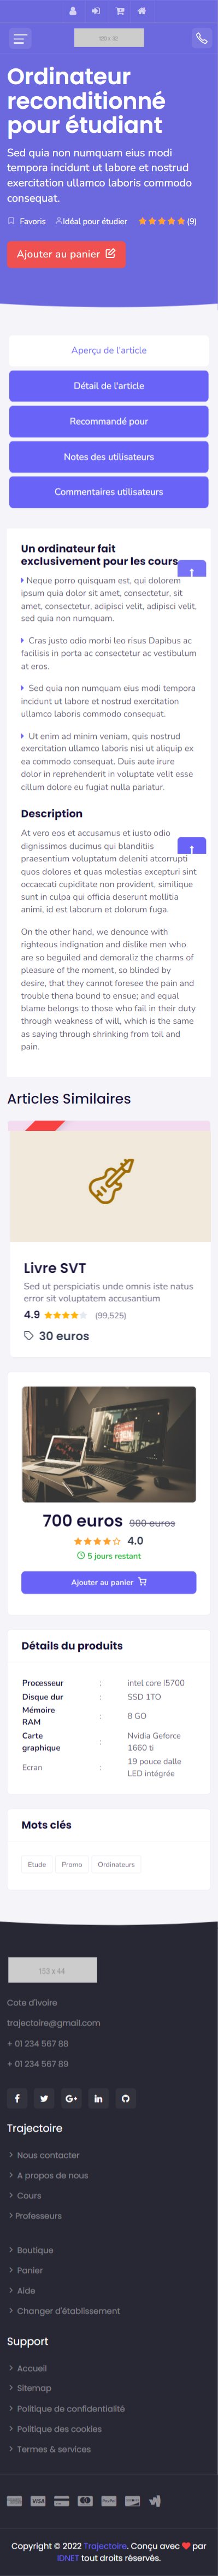 180 x 30
Ordinateur
reconditionné
pour étudiant
Sed quia non numquam eius modi
tempora incidunt ut labore et nostrud
exercitation ullamco laboris commodo
consequat.
Favoris Idéal pour étudier (9)
Ajouter au panier
Aperçu de l'article
Détail de l'article
Recommandé pour
Notes des utilisateurs
Commentaires utilisateurs
Un ordinateur fait
exclusivement pour les cours
Neque porro quisquam est, qui dolorem
ipsum quia dolor sit amet, consectetur, sit
amet, consectetur, adipisci velit, adipisci velit,
sed quia non numquam.
Cras justo odio morbi leo risus Dapibus ac
facilisis in porta ac consectetur ac vestibulum
at eros.
Sed quia non numquam eius modi tempora
incidunt ut labore et nostrud exercitation
ullamco laboris commodo consequat.
Ut enim ad minim veniam, quis nostrud
exercitation ullamco laboris nisi ut aliquip ex
ea commodo consequat. Duis aute irure
dolor in reprehenderit in voluptate velit esse
cillum dolore eu fugiat nulla pariatur.
Description
At vero eos et accusamus et iusto odio
dignissimos ducimus qui blanditiis
praesentium voluptatum deleniti atcorrupti
quos dolores et quas molestias excepturi sint
occaecati cupiditate non provident, similique
sunt in culpa qui officia deserunt mollitia
animi, id est laborum et dolorum fuga.
On the other hand, we denounce with
righteous indignation and dislike men who
are so beguiled and demoraliz the charms of
pleasure of the moment, so blinded by
desire, that they cannot foresee the pain and
trouble thena bound to ensue; and equal
blame belongs to those who fail in their duty
through weakness of will, which is the same
as saying through shrinking from toil and
pain.
Articles Similaires
Livre SVT
Sed ut perspiciatis unde omnis iste natus
error sit voluptatem accusantium
4.9 (99,525)
30 euros
700 euros 900 euros
4.0
5 jours restant
Ajouter au panier
Détails du produits
Processeur : intel core I5700
Disque dur : SSD 1TO
Mémoire
RAM : 8 GO
Carte
graphique : Nvidia Geforce
1660 ti
Ecran : 19 pouce dalle
LED intégrée
Mots clés
Etude Promo Ordinateurs
153 x 44
Cote d'ivoire
trajectoire@gmail.com
+ 01 234 567 88
+ 01 234 567 89
Trajectoire
Nous contacter
A propos de nous
Cours
Professeurs
Boutique
Panier
Aide
Changer d'établissement
Support
Accueil
Sitemap
Politique de confidentialité
Politique des cookies
Termes & services
VISA
Copyright © 2022 Trajectoire. Conçu avec ❤ par
IDNET tout droits réservés.